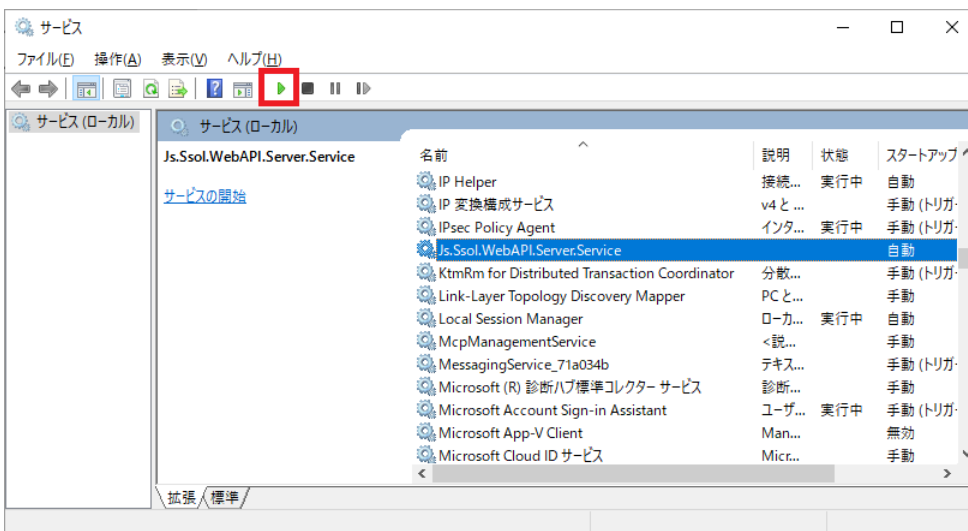 サービス
ファイル(F) 操作(A) 表示(V) ヘルプ(H)
サービス (ローカル)
サービス (ローカル)
Js.Ssol.WebAPI.Server.Service
サービスの開始
名前 説明 状態 スタートアップ
IP Helper 接続... 実行中 自動
IP 変換構成サービス v4 と ... 手動 (トリガー
IPsec Policy Agent インタ... 実行中 手動 (トリガー
Js.Ssol.WebAPI.Server.Service 自動
KtmRm for Distributed Transaction Coordinator 分散... 手動 (トリガー
Link-Layer Topology Discovery Mapper PC と... 手動
Local Session Manager ローカ... 実行中 自動
McpManagementService <説... 手動
MessagingService_71a034b テキス... 手動 (トリガー
Microsoft (R) 診断ハブ標準コレクター サービス 診断... 手動
Microsoft Account Sign-in Assistant ユーザ... 実行中 手動 (トリガー
Microsoft App-V Client Man... 無効
Microsoft Cloud ID サービス Micr... 手動
拡張 標準